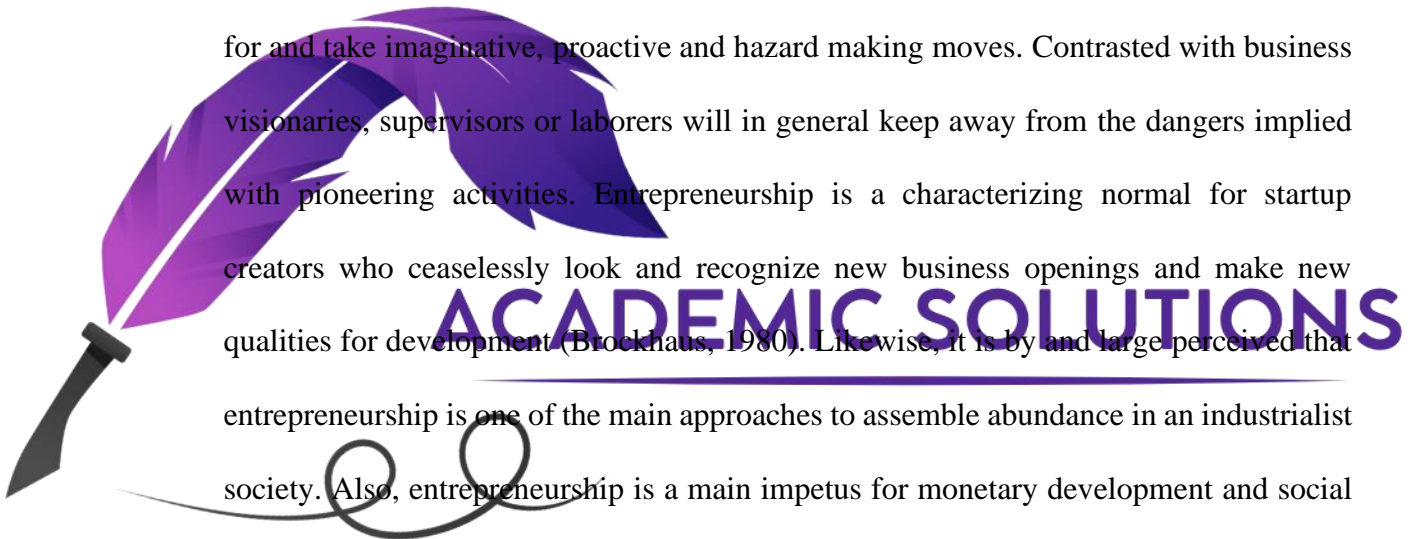 for and take imaginative, proactive and hazard making moves. Contrasted with business
visionaries, supervisors or laborers will in general keep away from the dangers implied
with pioneering activities. Entrepreneurship is a characterizing normal for startup
creators who ceaselessly look and recognize new business openings and make new
ACADEMIC SOLUTIONS
qualities for development (Brockhaus, 1980). Likewise, it is by and large perceived that
entrepreneurship is one of the main approaches to assemble abundance in an industrialist
society. Also, entrepreneurship is a main impetus for monetary development and social